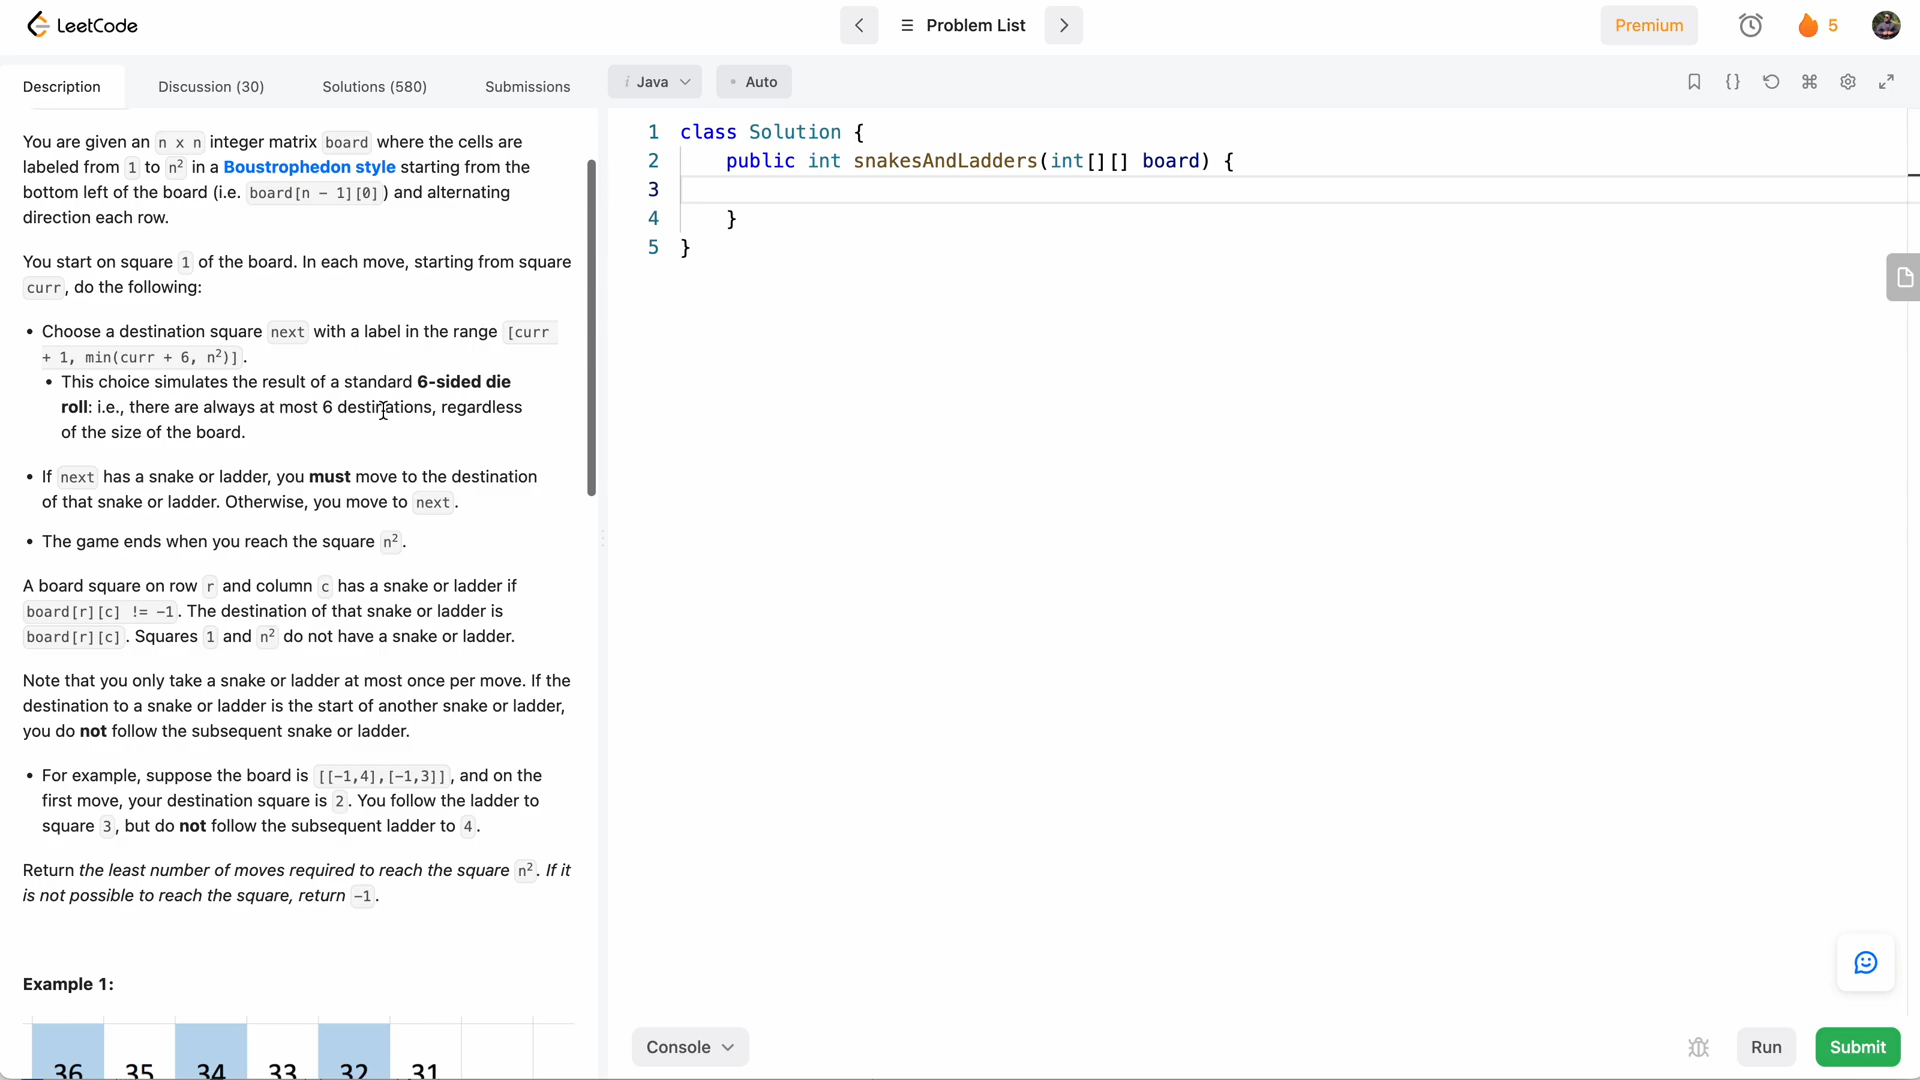 LeetCode
Problem List
Premium
5
Description
Discussion (30)
Solutions (580)
Submissions
i Java
• Auto
You are given an n x n integer matrix board where the cells are
labeled from 1 to n² in a Boustrophedon style starting from the
bottom left of the board (i.e. board[n - 1][0]) and alternating
direction each row.
You start on square 1 of the board. In each move, starting from square
curr, do the following:
• Choose a destination square next with a label in the range [curr
+ 1, min(curr + 6, n²)].
• This choice simulates the result of a standard 6-sided die
roll: i.e., there are always at most 6 destinations, regardless
of the size of the board.
• If next has a snake or ladder, you must move to the destination
of that snake or ladder. Otherwise, you move to next.
• The game ends when you reach the square n².
A board square on row r and column c has a snake or ladder if
board[r][c] != -1. The destination of that snake or ladder is
board[r][c]. Squares 1 and n² do not have a snake or ladder.
Note that you only take a snake or ladder at most once per move. If the
destination to a snake or ladder is the start of another snake or ladder,
you do not follow the subsequent snake or ladder.
• For example, suppose the board is [[-1,4],[-1,3]], and on the
first move, your destination square is 2. You follow the ladder to
square 3, but do not follow the subsequent ladder to 4.
Return the least number of moves required to reach the square n². If it
is not possible to reach the square, return -1.
Example 1:
36 35 34 33 32 31
1 class Solution {
2 public int snakesAndLadders(int[][] board) {
3
4 }
5 }
Console
Run
Submit